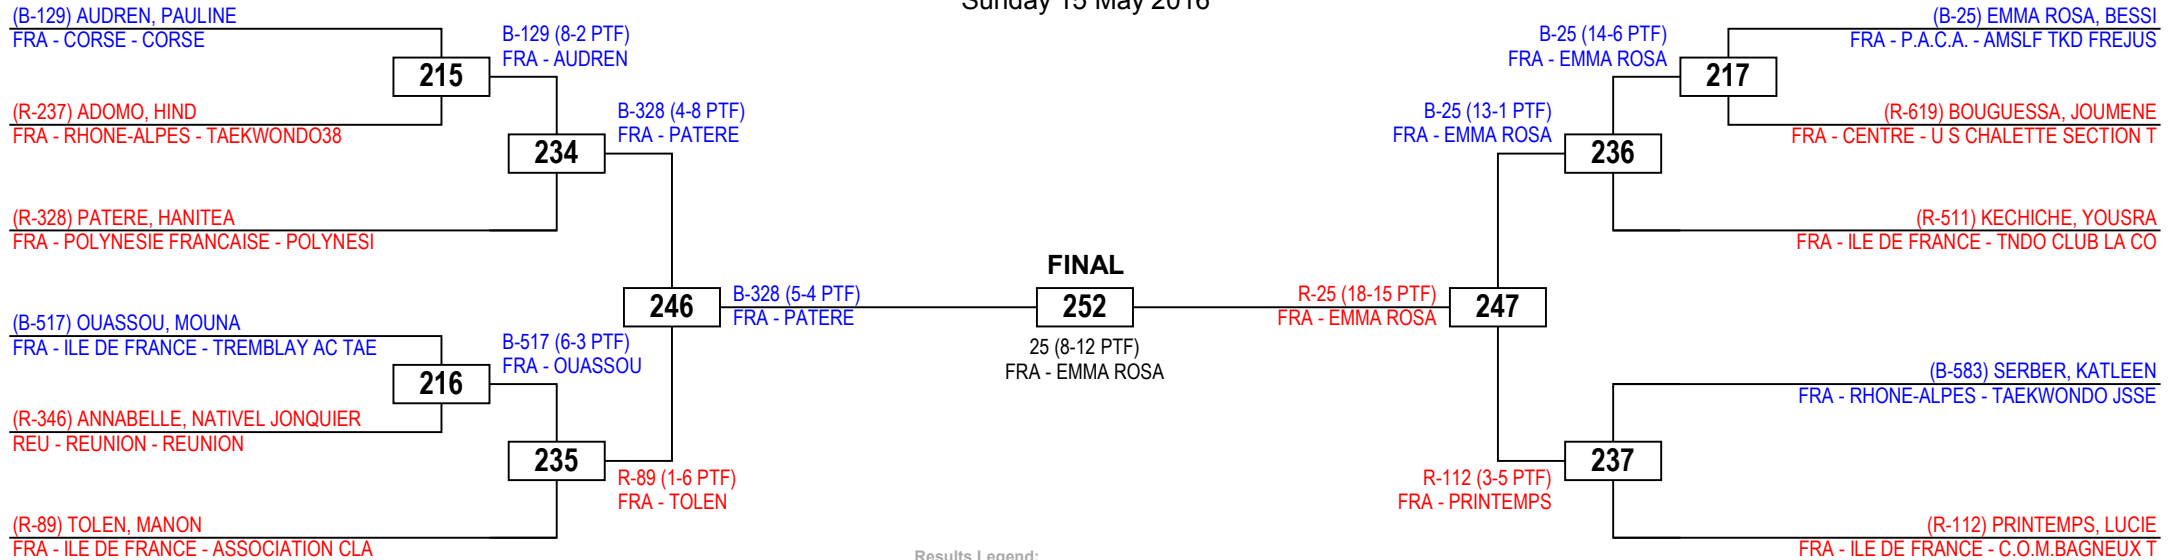 Sunday 15 May 2016
(B-129) AUDREN, PAULINE
FRA - CORSE - CORSE
215
B-129 (8-2 PTF)
FRA - AUDREN
(R-237) ADOMO, HIND
FRA - RHONE-ALPES - TAEKWONDO38
234
B-328 (4-8 PTF)
FRA - PATERE
(R-328) PATERE, HANITEA
FRA - POLYNESIE FRANCAISE - POLYNESI
246
B-328 (5-4 PTF)
FRA - PATERE
(B-517) OUASSOU, MOUNA
FRA - ILE DE FRANCE - TREMBLAY AC TAE
216
B-517 (6-3 PTF)
FRA - OUASSOU
(R-346) ANNABELLE, NATIVEL JONQUIER
REU - REUNION - REUNION
235
R-89 (1-6 PTF)
FRA - TOLEN
(R-89) TOLEN, MANON
FRA - ILE DE FRANCE - ASSOCIATION CLA
FINAL
252
25 (8-12 PTF)
FRA - EMMA ROSA
(B-25) EMMA ROSA, BESSI
FRA - P.A.C.A. - AMSLF TKD FREJUS
B-25 (14-6 PTF)
FRA - EMMA ROSA
217
(R-619) BOUGUESSA, JOUMENE
FRA - CENTRE - U S CHALETTE SECTION T
B-25 (13-1 PTF)
FRA - EMMA ROSA
236
(R-511) KECHICHE, YOUSRA
FRA - ILE DE FRANCE - TNDO CLUB LA CO
R-25 (18-15 PTF)
FRA - EMMA ROSA
247
(B-583) SERBER, KATLEEN
FRA - RHONE-ALPES - TAEKWONDO JSSE
R-112 (3-5 PTF)
FRA - PRINTEMPS
237
(R-112) PRINTEMPS, LUCIE
FRA - ILE DE FRANCE - C.O.M.BAGNEUX T
Results Legend: